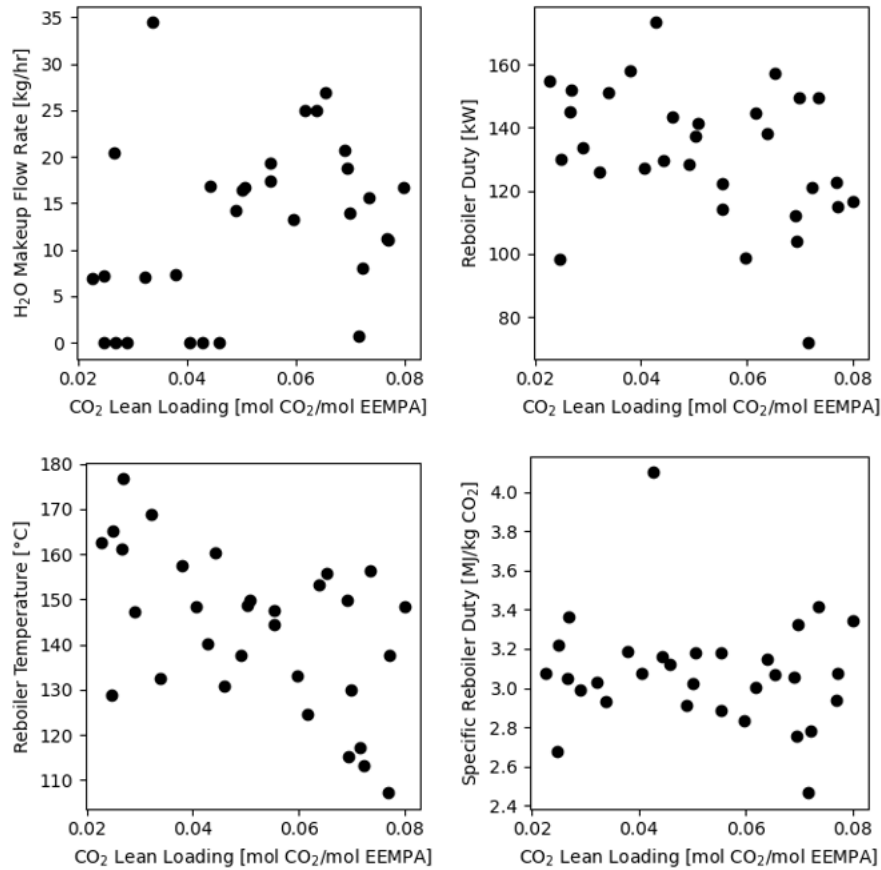 35
30
25
20
15
10
5
0
H₂O Makeup Flow Rate [kg/hr]
0.02 0.04 0.06 0.08
CO₂ Lean Loading [mol CO₂/mol EEMPA]
160
140
120
100
80
Reboiler Duty [kW]
0.02 0.04 0.06 0.08
CO₂ Lean Loading [mol CO₂/mol EEMPA]
180
170
160
150
140
130
120
110
Reboiler Temperature [°C]
0.02 0.04 0.06 0.08
CO₂ Lean Loading [mol CO₂/mol EEMPA]
4.0
3.8
3.6
3.4
3.2
3.0
2.8
2.6
2.4
Specific Reboiler Duty [MJ/kg CO₂]
0.02 0.04 0.06 0.08
CO₂ Lean Loading [mol CO₂/mol EEMPA]